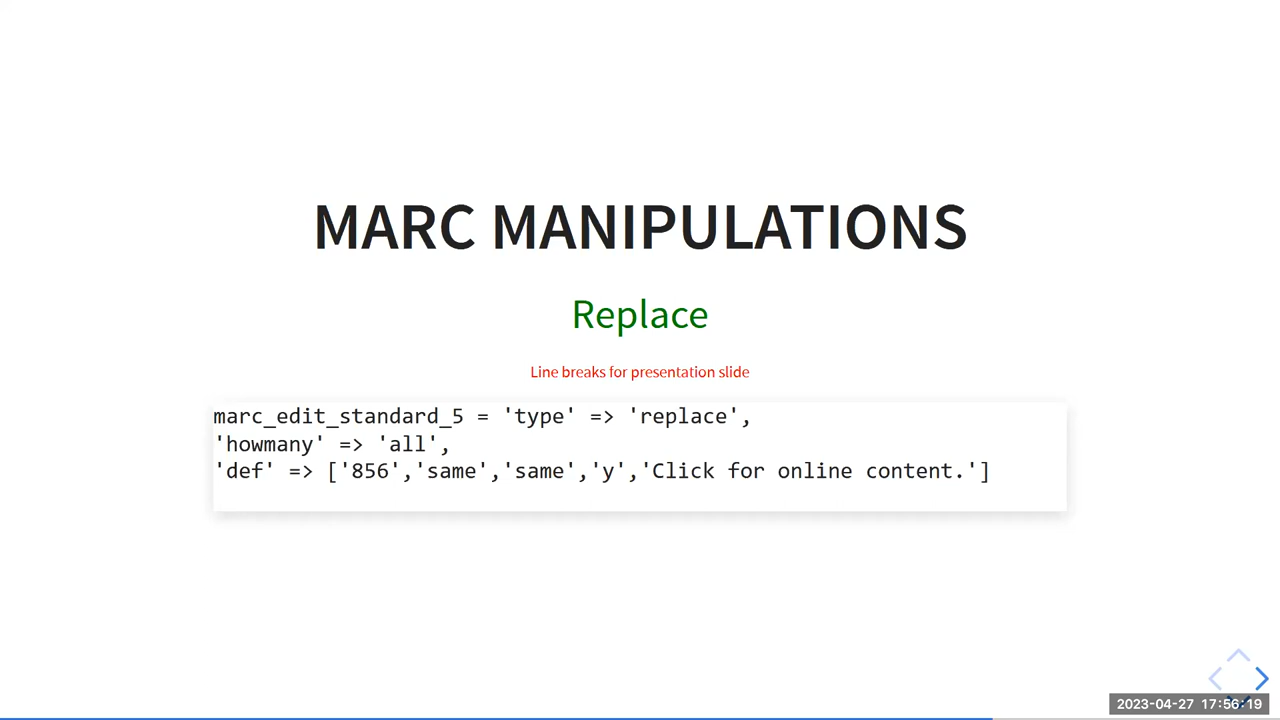 MARC MANIPULATIONS
Replace
Line breaks for presentation slide
marc_edit_standard_5 = 'type' => 'replace',
'howmany' => 'all',
'def' => ['856','same','same','y','Click for online content.']
2023-04-27 17:56:19